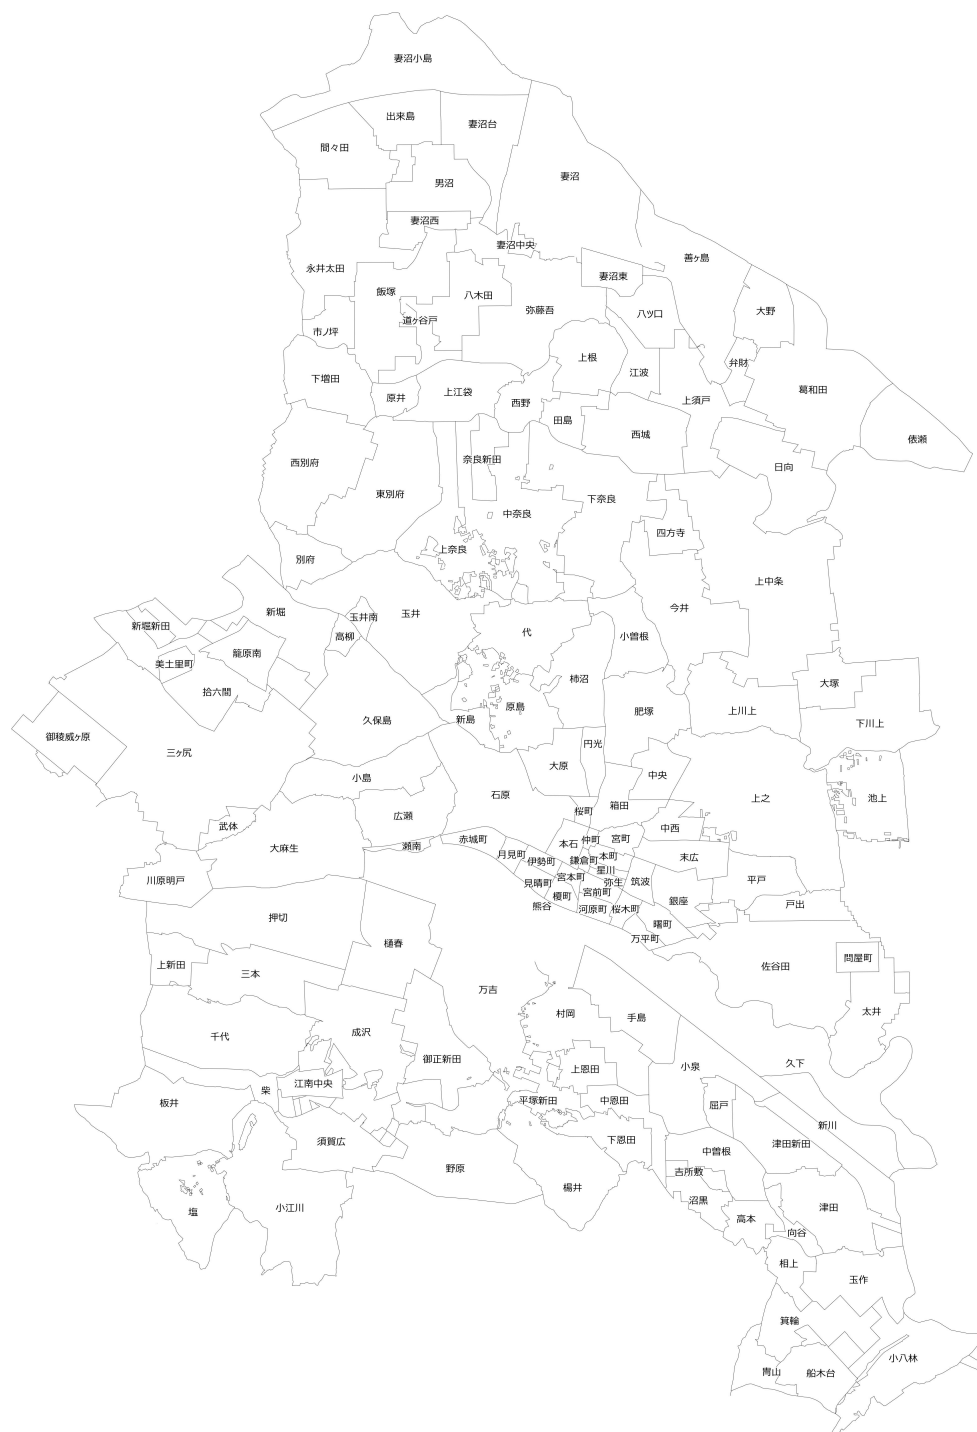 妻沼小島
出来島
妻沼台
間々田
妻沼
男沼
妻沼西
妻沼中央
善ヶ島
永井太田
妻沼東
飯塚
八木田
弥藤吾
大野
八ツ口
道ヶ谷戸
市ノ坪
上根
弁財
江波
下増田
葛和田
上江袋
原井
西野
上須戸
田島
西城
俵瀬
西別府
奈良新田
日向
東別府
下奈良
中奈良
四方寺
上奈良
別府
上中条
今井
新堀
玉井
玉井南
新堀新田
代
高柳
小曽根
籠原南
美土里町
柿沼
大塚
拾六間
原島
肥塚
上川上
新島
久保島
下川上
御稜威ヶ原
円光
三ヶ尻
大原
中央
小島
石原
上之
池上
箱田
桜町
広瀬
武体
中西
赤城町
仲町
宮町
本石
瀬南
大麻生
月見町
本町
末広
伊勢町
鎌倉町
星川
宮本町
川原明戸
見晴町
弥生
筑波
平戸
宮前町
榎町
銀座
熊谷
河原町
桜木町
戸出
押切
曙町
万平町
樋春
問屋町
上新田
佐谷田
三本
万吉
太井
村岡
手島
成沢
千代
御正新田
久下
小泉
上恩田
江南中央
柴
板井
平塚新田
中恩田
屈戸
新川
須賀広
下恩田
津田新田
中曽根
野原
吉所敷
楊井
沼黒
小江川
津田
塩
高本
向谷
相上
玉作
箕輪
小八林
冑山
船木台